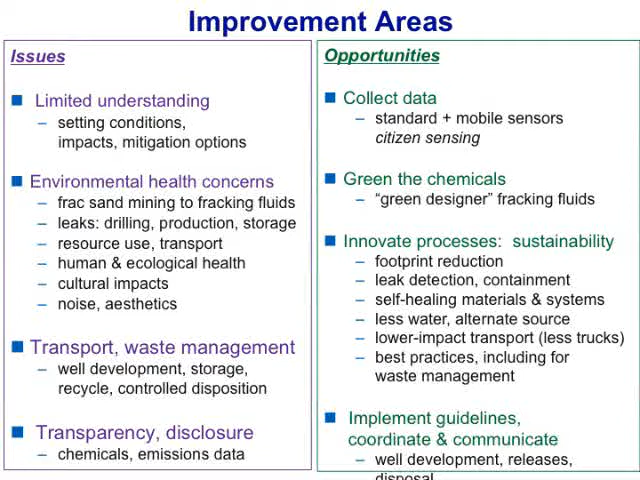 Improvement Areas
Issues
Limited understanding
– setting conditions,
impacts, mitigation options
Environmental health concerns
– frac sand mining to fracking fluids
– leaks: drilling, production, storage
– resource use, transport
– human & ecological health
– cultural impacts
– noise, aesthetics
Transport, waste management
– well development, storage,
recycle, controlled disposition
Transparency, disclosure
– chemicals, emissions data
Opportunities
Collect data
– standard + mobile sensors
citizen sensing
Green the chemicals
– “green designer” fracking fluids
Innovate processes: sustainability
– footprint reduction
– leak detection, containment
– self-healing materials & systems
– less water, alternate source
– lower-impact transport (less trucks)
– best practices, including for
waste management
Implement guidelines,
coordinate & communicate
– well development, releases,
disposal